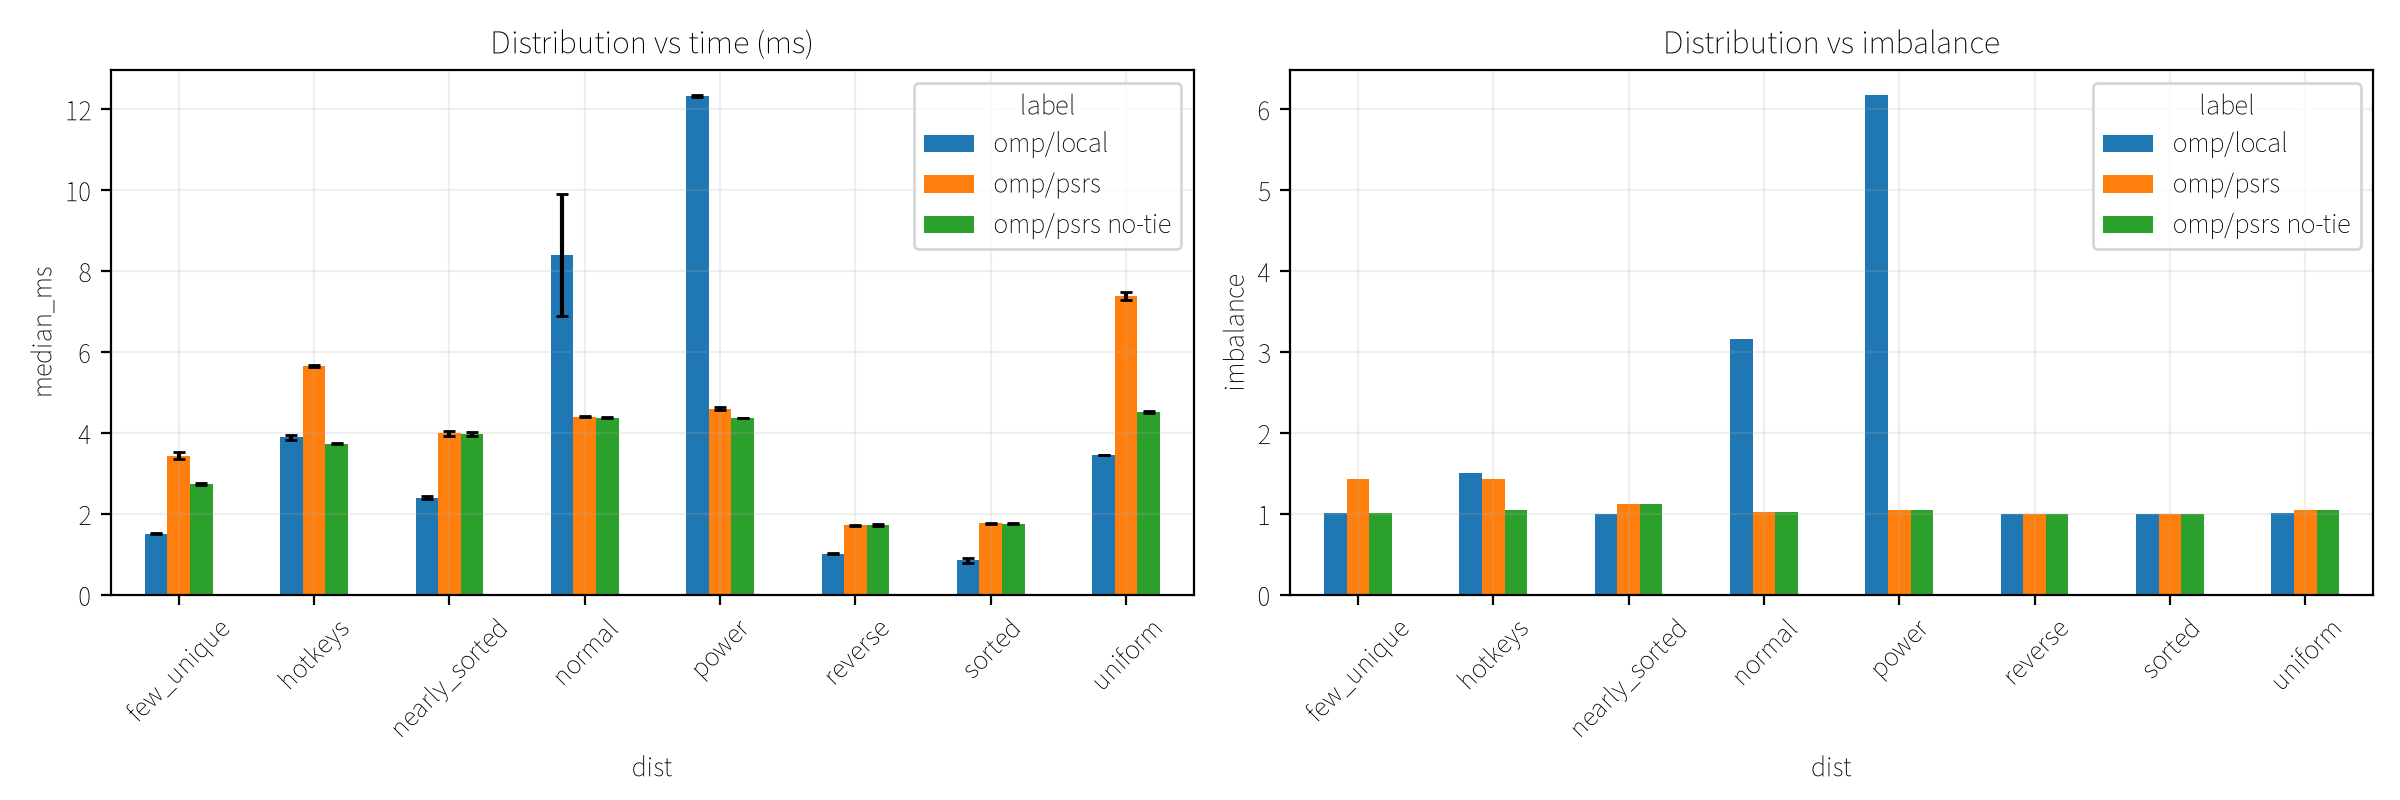 Distribution vs time (ms)
median_ms
12
10
8
6
4
2
0
label
omp/local
omp/psrs
omp/psrs no-tie
few_unique
hotkeys
nearly_sorted
normal
power
reverse
sorted
uniform
dist
Distribution vs imbalance
imbalance
6
5
4
3
2
1
0
label
omp/local
omp/psrs
omp/psrs no-tie
few_unique
hotkeys
nearly_sorted
normal
power
reverse
sorted
uniform
dist